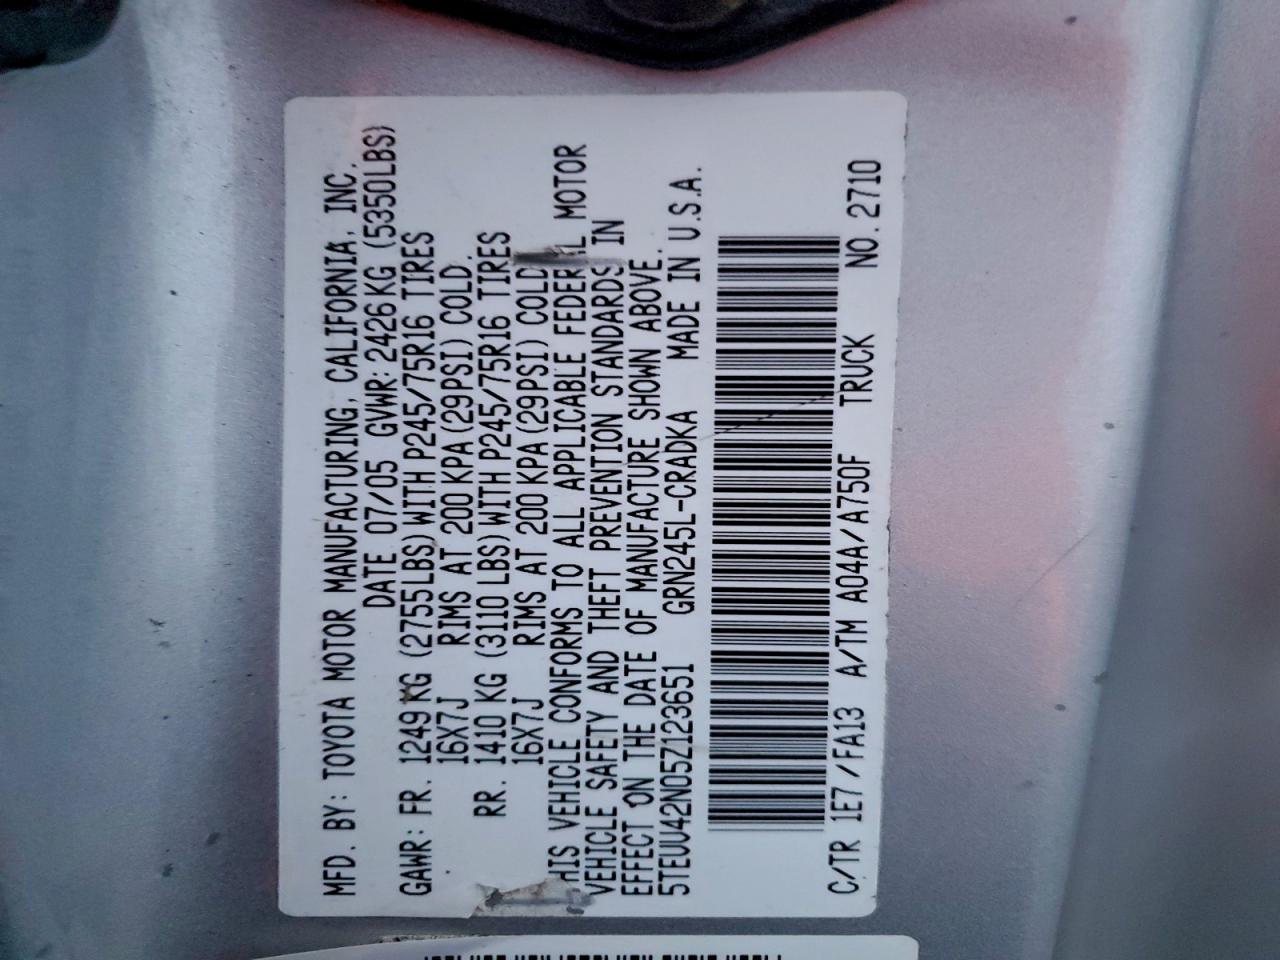 MFD. BY: TOYOTA MOTOR MANUFACTURING, CALIFORNIA, INC.
DATE 07/05 GVWR: 2426 KG (5350LBS)
GAWR: FR. 1249 KG (2755LBS) WITH P245/75R16 TIRES
16X7J RIMS AT 200 KPA (29PSI) COLD.
RR. 1410 KG (3110 LBS) WITH P245/75R16 TIRES
16X7J RIMS AT 200 KPA (29PSI) COLD
HIS VEHICLE CONFORMS TO ALL APPLICABLE FEDERAL MOTOR
VEHICLE SAFETY AND THEFT PREVENTION STANDARDS IN
EFFECT ON THE DATE OF MANUFACTURE SHOWN ABOVE.
5TEUU42N05Z123651 GRN245L-CRADKA MADE IN U.S.A.
C/TR 1E7/FA13 A/TM A04A/A750F TRUCK NO. 2710